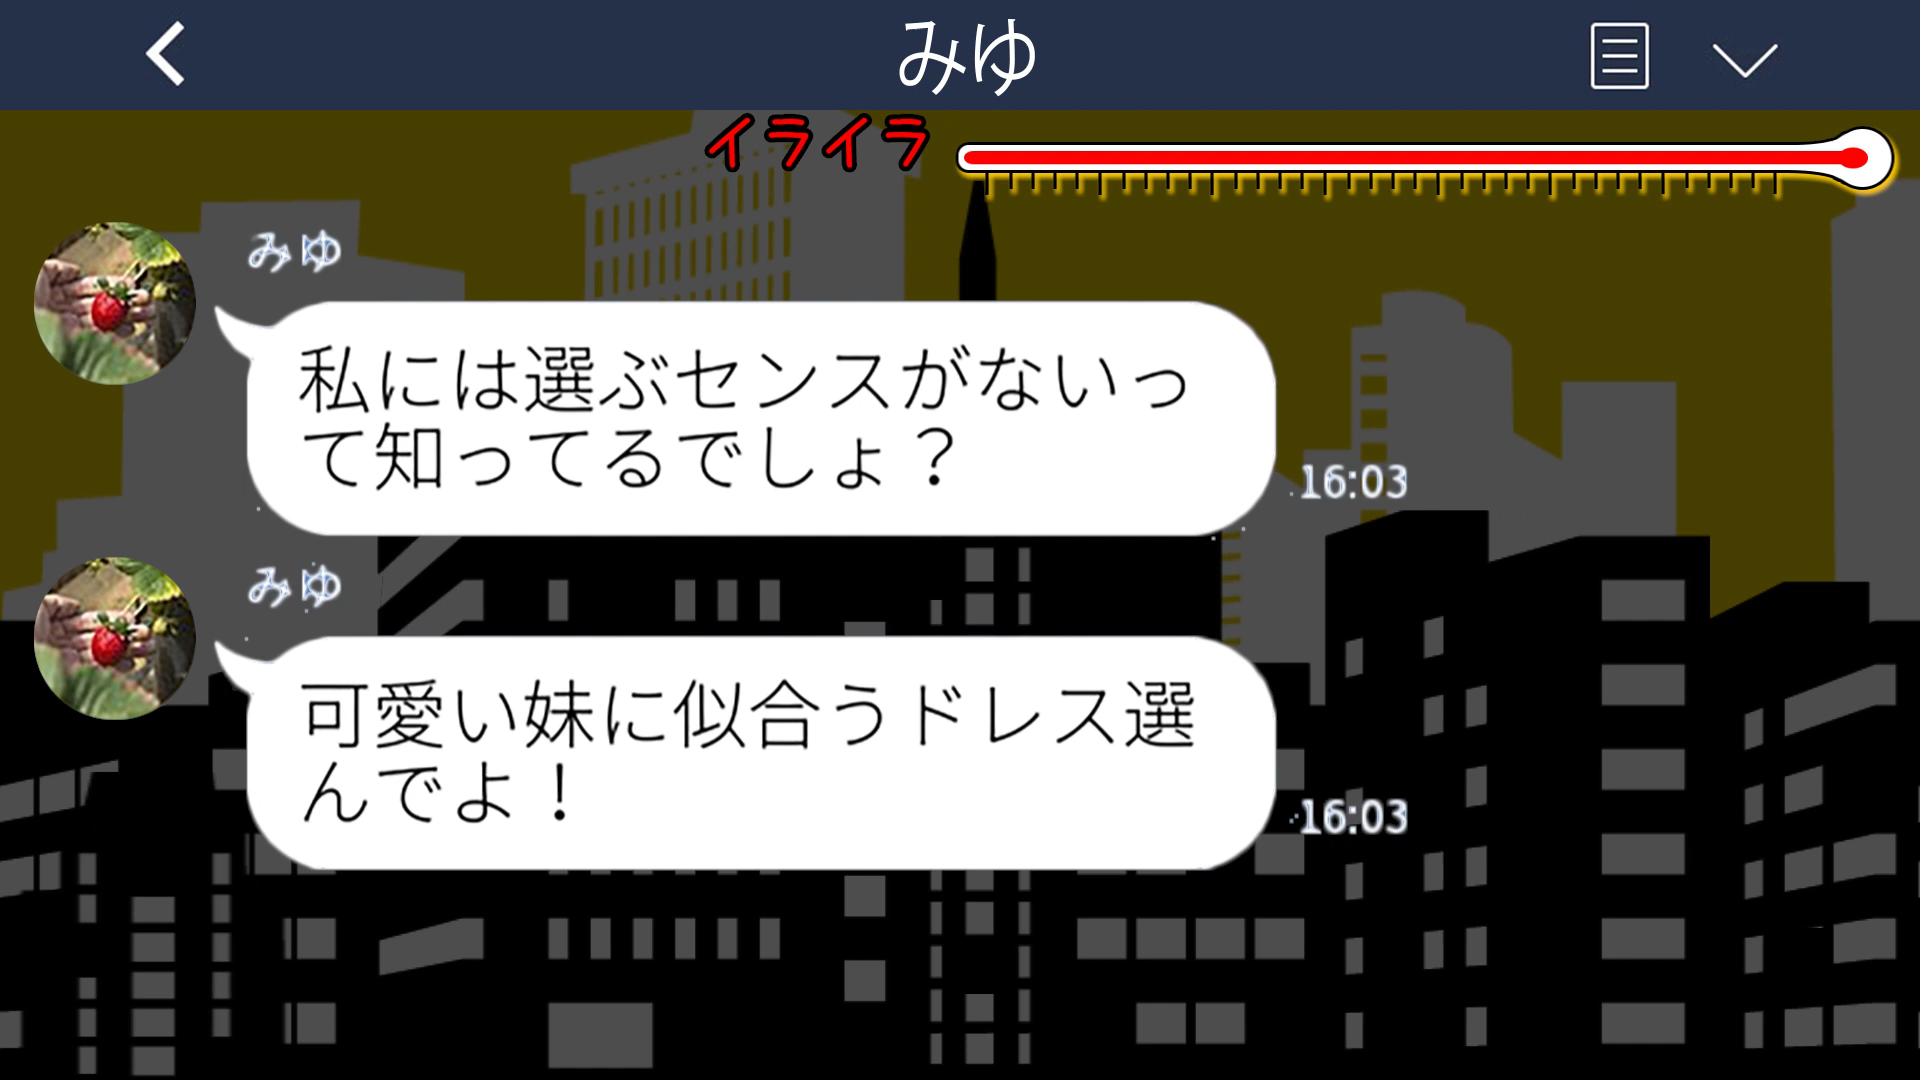 みゆ
イライラ
みゆ
私には選ぶセンスがないっ
て知ってるでしょ？
16:03
みゆ
可愛い妹に似合うドレス選
んでよ！
16:03